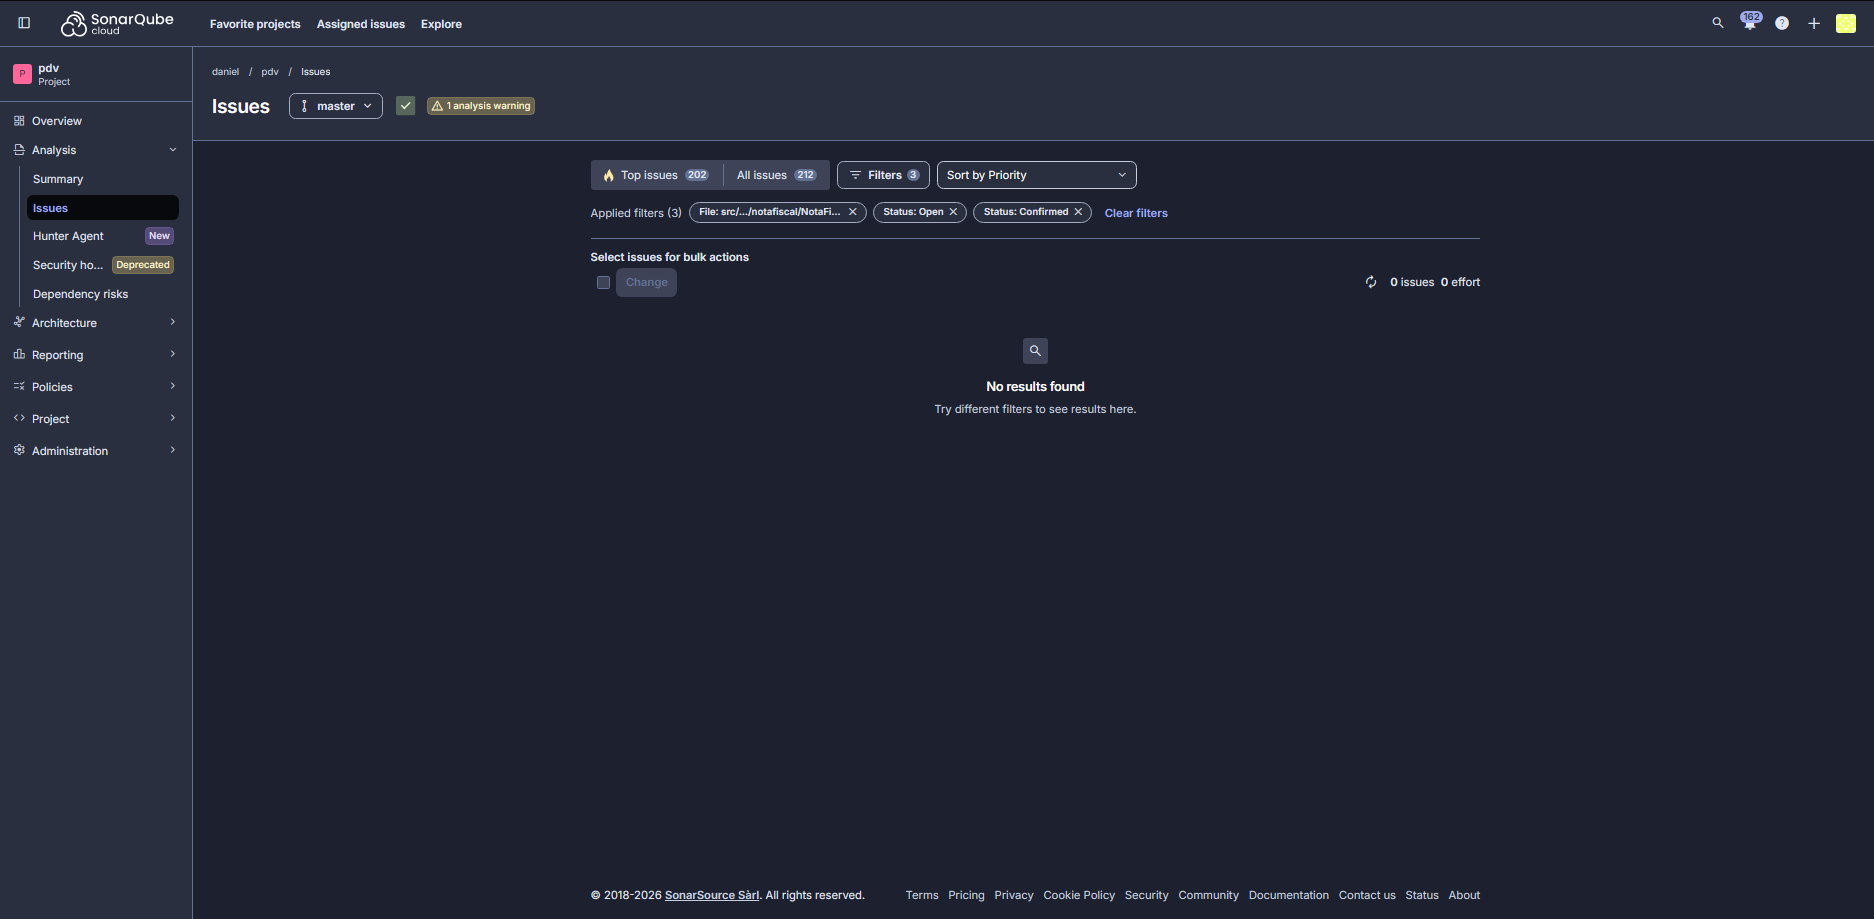 SonarQube cloud
Favorite projects Assigned issues Explore
162
P
pdv
Project
Overview
Analysis
Summary
Issues
Hunter Agent New
Security ho... Deprecated
Dependency risks
Architecture
Reporting
Policies
Project
Administration
daniel / pdv / Issues
Issues master 1 analysis warning
Top issues 202 All issues 212 Filters 3 Sort by Priority
Applied filters (3) File: src/.../notafiscal/NotaFi... Status: Open Status: Confirmed Clear filters
Select issues for bulk actions
Change 0 issues 0 effort
No results found
Try different filters to see results here.
© 2018-2026 SonarSource Sàrl. All rights reserved. Terms Pricing Privacy Cookie Policy Security Community Documentation Contact us Status About